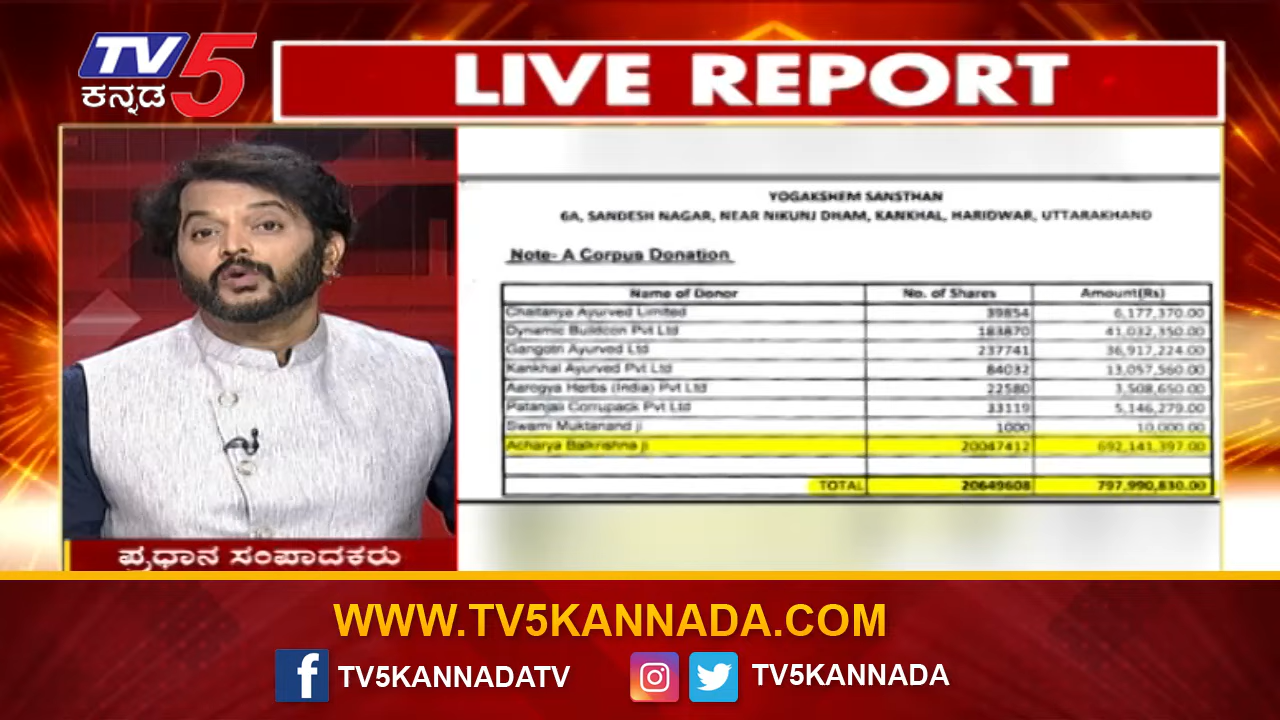 TV5
ಕನ್ನಡ
LIVE REPORT
YOGAKSHEM SANSTHAN
6A, SANDESH NAGAR, NEAR NIKUNJ DHAM, KANKHAL, HARIDWAR, UTTARAKHAND
Note- A Corpus Donation
Name of Donor No. of Shares Amount(Rs)
Chaitanya Ayurved Limited 39854 6,177,370.00
Dynamic Buildcon Pvt Ltd 183870 41,032,350.00
Gangotri Ayurved Ltd 237741 36,917,224.00
Kankhal Ayurved Pvt Ltd 84032 13,057,560.00
Aarogya Herbs (India) Pvt Ltd 22580 3,508,650.00
Patanjali Corrupack Pvt Ltd 33119 5,146,279.00
Swami Muktanand ji 1000 10,000.00
Acharya Balkrishna ji 20047412 692,141,397.00
TOTAL 20649608 797,990,830.00
ಪ್ರಧಾನ ಸಂಪಾದಕರು
WWW.TV5KANNADA.COM
f TV5KANNADATV TV5KANNADA